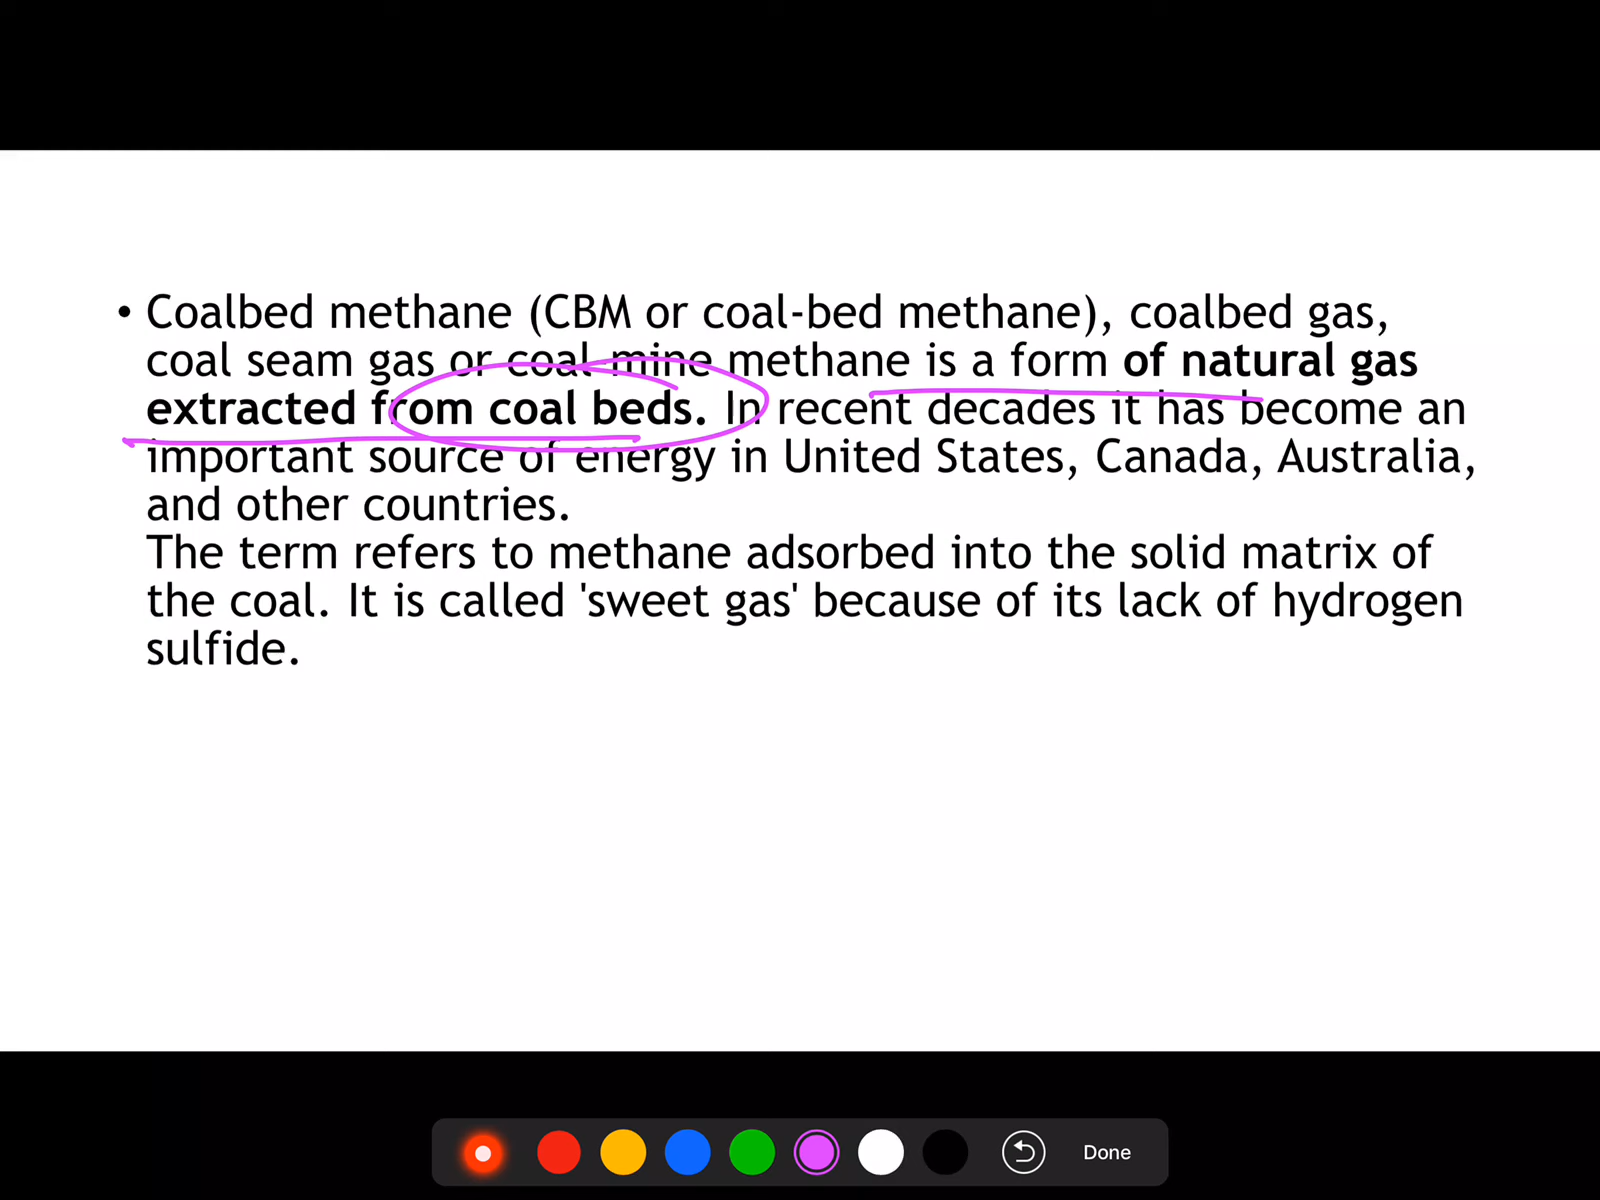 • Coalbed methane (CBM or coal-bed methane), coalbed gas,
coal seam gas or coal-mine methane is a form of natural gas
extracted from coal beds. In recent decades it has become an
important source of energy in United States, Canada, Australia,
and other countries.
The term refers to methane adsorbed into the solid matrix of
the coal. It is called 'sweet gas' because of its lack of hydrogen
sulfide.
Done